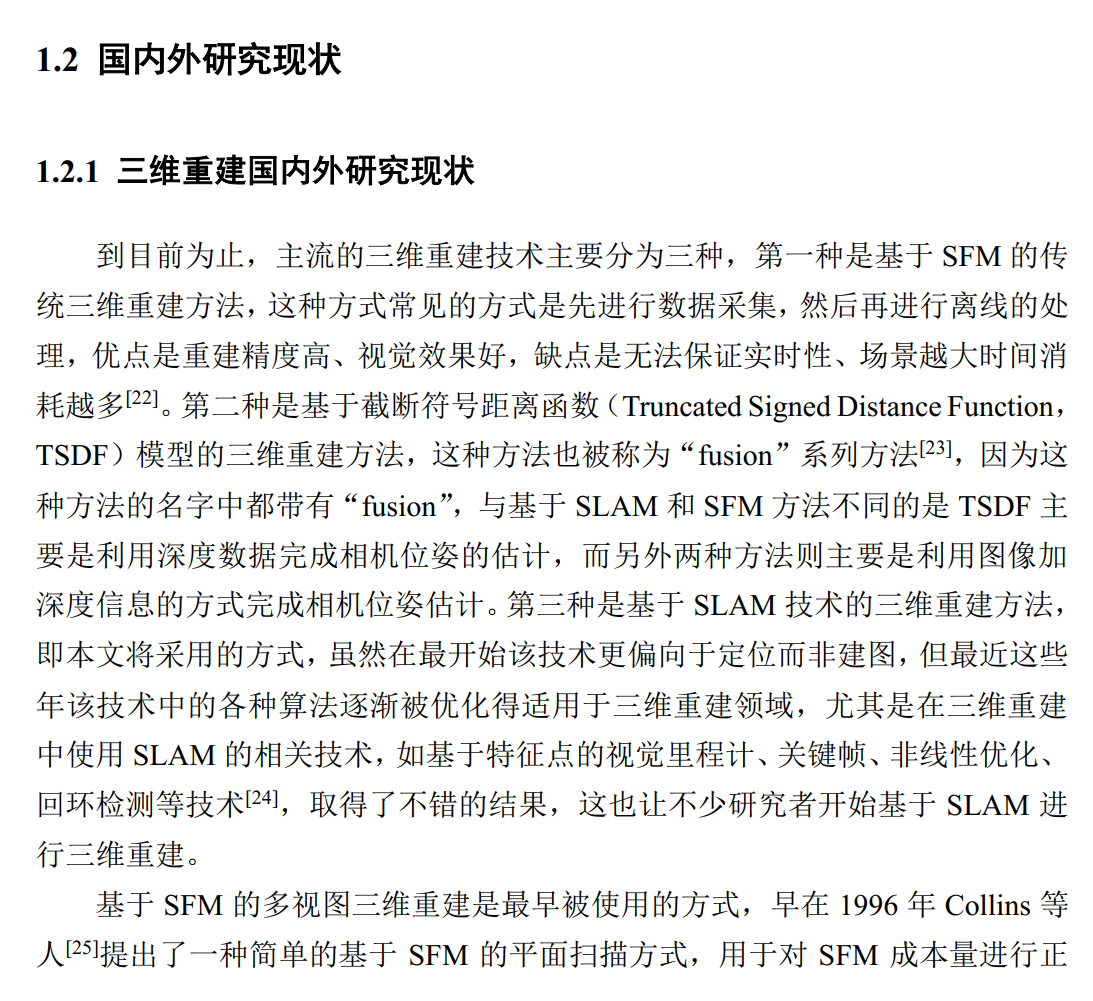 1.2 国内外研究现状
1.2.1 三维重建国内外研究现状
到目前为止，主流的三维重建技术主要分为三种，第一种是基于 SFM 的传
统三维重建方法，这种方式常见的方式是先进行数据采集，然后再进行离线的处
理，优点是重建精度高、视觉效果好，缺点是无法保证实时性、场景越大时间消
耗越多[22]。第二种是基于截断符号距离函数（Truncated Signed Distance Function，
TSDF）模型的三维重建方法，这种方法也被称为“fusion”系列方法[23]，因为这
种方法的名字中都带有“fusion”，与基于 SLAM 和 SFM 方法不同的是 TSDF 主
要是利用深度数据完成相机位姿的估计，而另外两种方法则主要是利用图像加
深度信息的方式完成相机位姿估计。第三种是基于 SLAM 技术的三维重建方法，
即本文将采用的方式，虽然在最开始该技术更偏向于定位而非建图，但最近这些
年该技术中的各种算法逐渐被优化得适用于三维重建领域，尤其是在三维重建
中使用 SLAM 的相关技术，如基于特征点的视觉里程计、关键帧、非线性优化、
回环检测等技术[24]，取得了不错的结果，这也让不少研究者开始基于 SLAM 进
行三维重建。
基于 SFM 的多视图三维重建是最早被使用的方式，早在 1996 年 Collins 等
人[25]提出了一种简单的基于 SFM 的平面扫描方式，用于对 SFM 成本量进行正